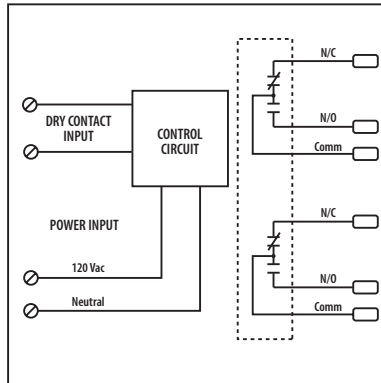 N/C
DRY CONTACT
INPUT
CONTROL
CIRCUIT
N/O
Comm
POWER INPUT
N/C
120 Vac
N/O
Neutral
Comm